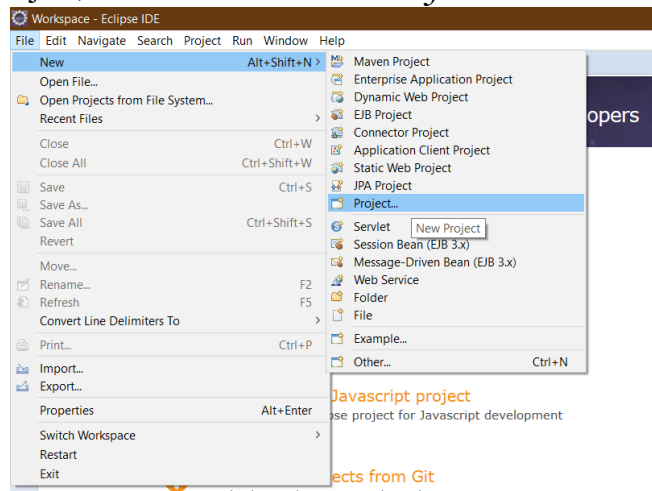 Workspace - Eclipse IDE
File Edit Navigate Search Project Run Window Help
New Alt+Shift+N >
Open File...
Open Projects from File System...
Recent Files >
Close Ctrl+W
Close All Ctrl+Shift+W
Save Ctrl+S
Save As...
Save All Ctrl+Shift+S
Revert
Move...
Rename... F2
Refresh F5
Convert Line Delimiters To >
Print... Ctrl+P
Import...
Export...
Properties Alt+Enter
Switch Workspace >
Restart
Exit
Maven Project
Enterprise Application Project
Dynamic Web Project
EJB Project
Connector Project
Application Client Project
Static Web Project
JPA Project
Project...
Servlet
New Project
Session Bean (EJB 3.x)
Message-Driven Bean (EJB 3.x)
Web Service
Folder
File
Example...
Other... Ctrl+N
opers
Javascript project
ose project for Javascript development
ects from Git